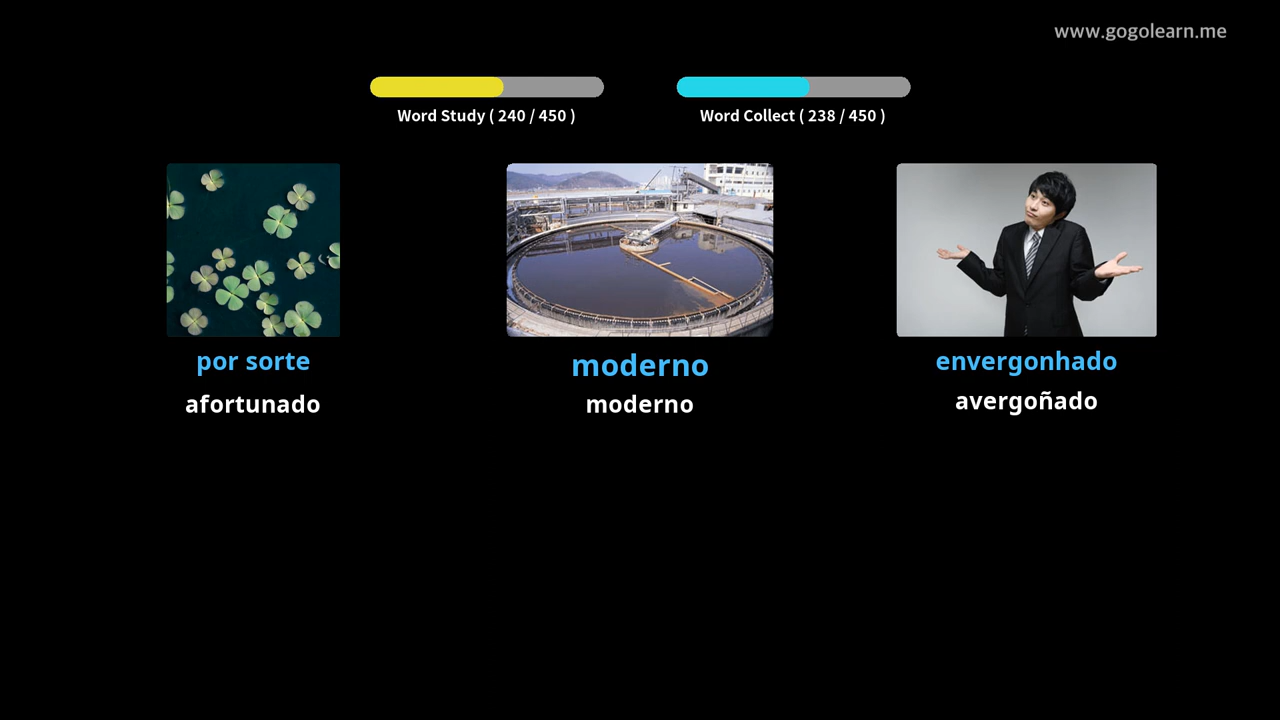 www.gogolearn.me
Word Study ( 240 / 450 )
Word Collect ( 238 / 450 )
por sorte
moderno
envergonhado
afortunado
moderno
avergoñado